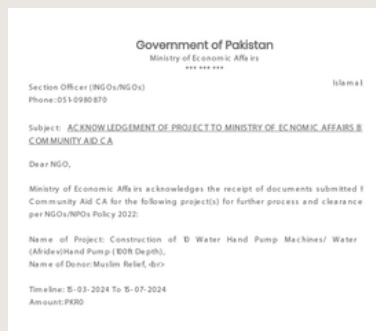 Government of Pakistan
Ministry of Economic Affairs
*** *** ***
Islamal
Section Officer (INGOs/NGOs)
Phone:051-0980870
Subject: ACKNOWLEDGEMENT OF PROJECT TO MINISTRY OF ECNOMIC AFFAIRS B
COMMUNITY AID CA
Dear NGO,
Ministry of Economic Affairs acknowledges the receipt of documents submitted
Community Aid CA for the following project(s) for further process and clearance
per NGOs/NPOs Policy 2022:
Name of Project: Construction of 10 Water Hand Pump Machines/ Water
(Afridev)Hand Pump (100ft Depth),
Name of Donor:Muslim Relief, <br>
Timeline: 15-03-2024 To 15-07-2024
Amount:PKR0